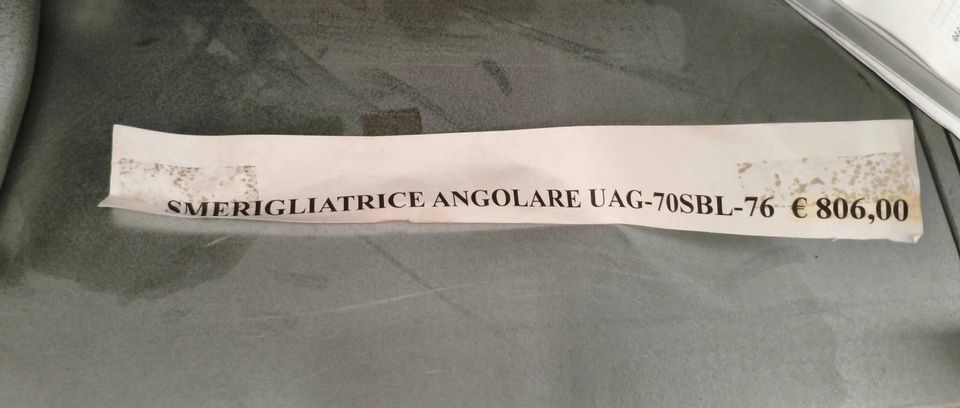 SMERIGLIATRICE ANGOLARE UAG-70SBL-76 € 806,00